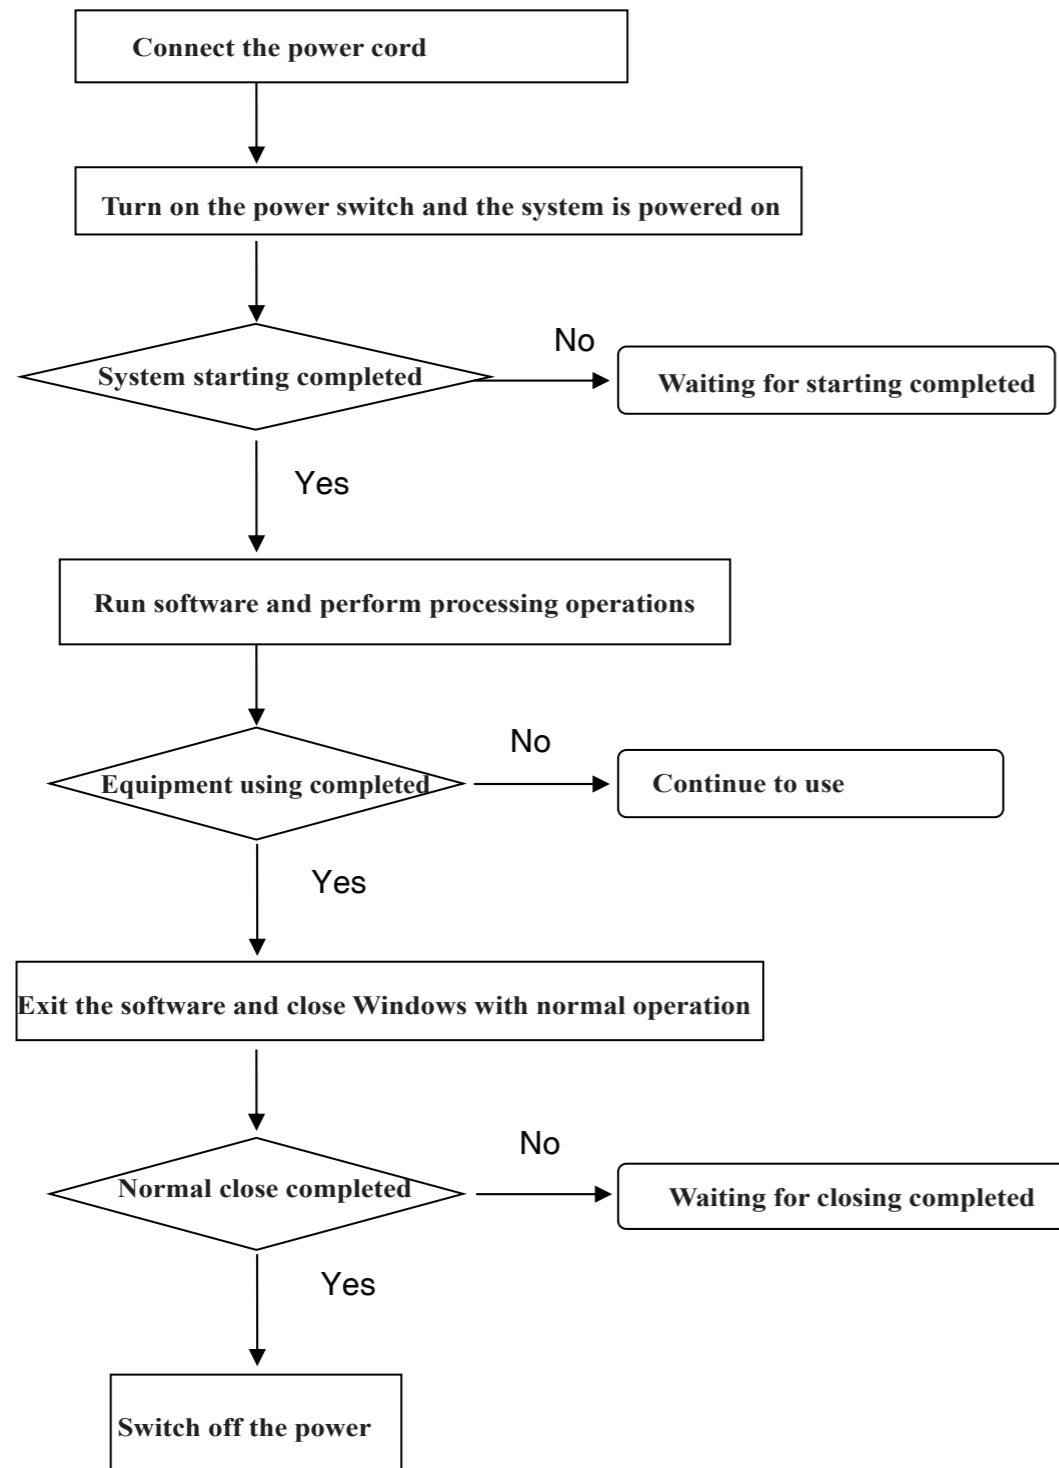 Connect the power cord
Turn on the power switch and the system is powered on
No
System starting completed
Waiting for starting completed
Yes
Run software and perform processing operations
No
Equipment using completed
Continue to use
Yes
Exit the software and close Windows with normal operation
No
Normal close completed
Waiting for closing completed
Yes
Switch off the power